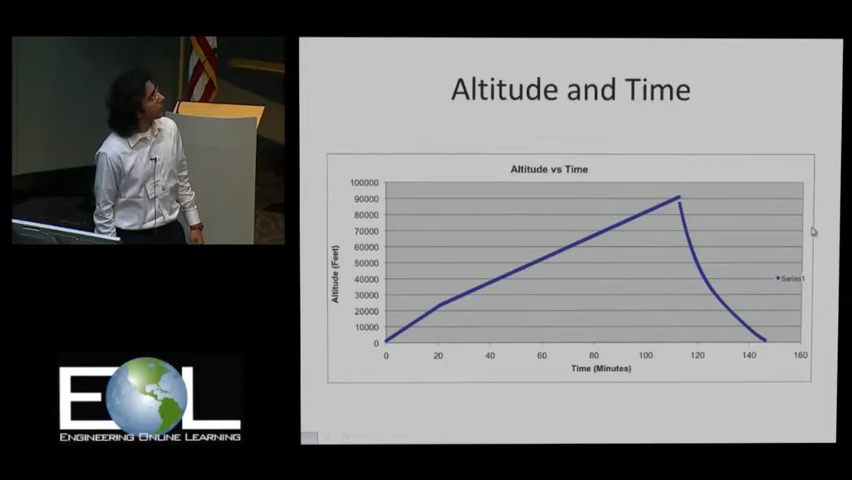 Altitude and Time
Altitude vs Time
100000
90000
80000
70000
60000
50000
40000
30000
20000
10000
0
Altitude (Feet)
0 20 40 60 80 100 120 140 160
Time (Minutes)
Series1
EOL
ENGINEERING ONLINE LEARNING